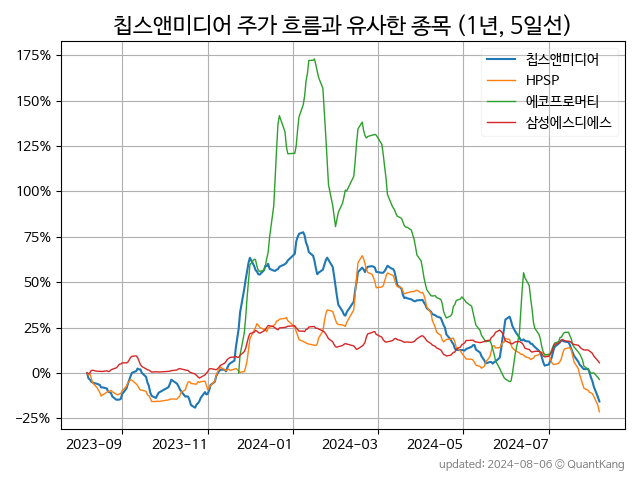 칩스앤미디어 주가 흐름과 유사한 종목 (1년, 5일선)
175%
150%
125%
100%
75%
50%
25%
0%
−25%
칩스앤미디어
HPSP
에코프로머티
삼성에스디에스
2023-09 2023-11 2024-01 2024-03 2024-05 2024-07
updated: 2024-08-06 © QuantKang